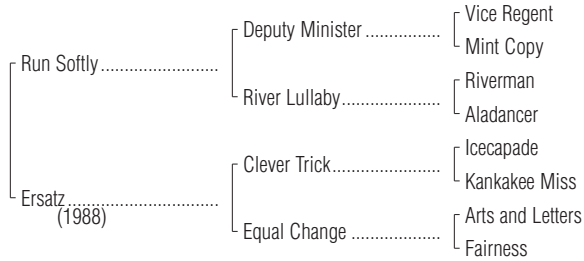 Vice Regent
Deputy Minister ..................
Mint Copy
Run Softly...........................
Riverman
River Lullaby........................
Aladancer
Icecapade
Clever Trick..........................
Kankakee Miss
Ersatz..................................
(1988)
Arts and Letters
Equal Change ......................
Fairness